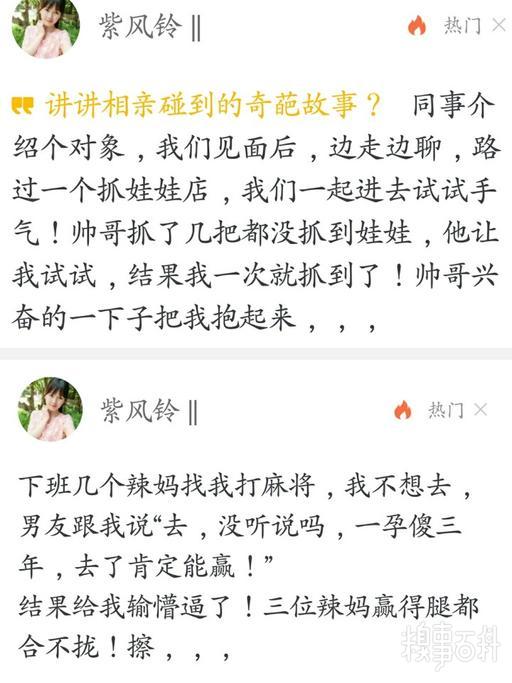 紫风铃‖
热门
讲讲相亲碰到的奇葩故事？ 同事介
绍个对象，我们见面后，边走边聊，路
过一个抓娃娃店，我们一起进去试试手
气！帅哥抓了几把都没抓到娃娃，他让
我试试，结果我一次就抓到了！帅哥兴
奋的一下子把我抱起来，，，
紫风铃‖
热门
下班几个辣妈找我打麻将，我不想去，
男友跟我说“去，没听说吗，一孕傻三
年，去了肯定能赢！”
结果给我输懵逼了！三位辣妈赢得腿都
合不拢！擦，，，
糗事百科